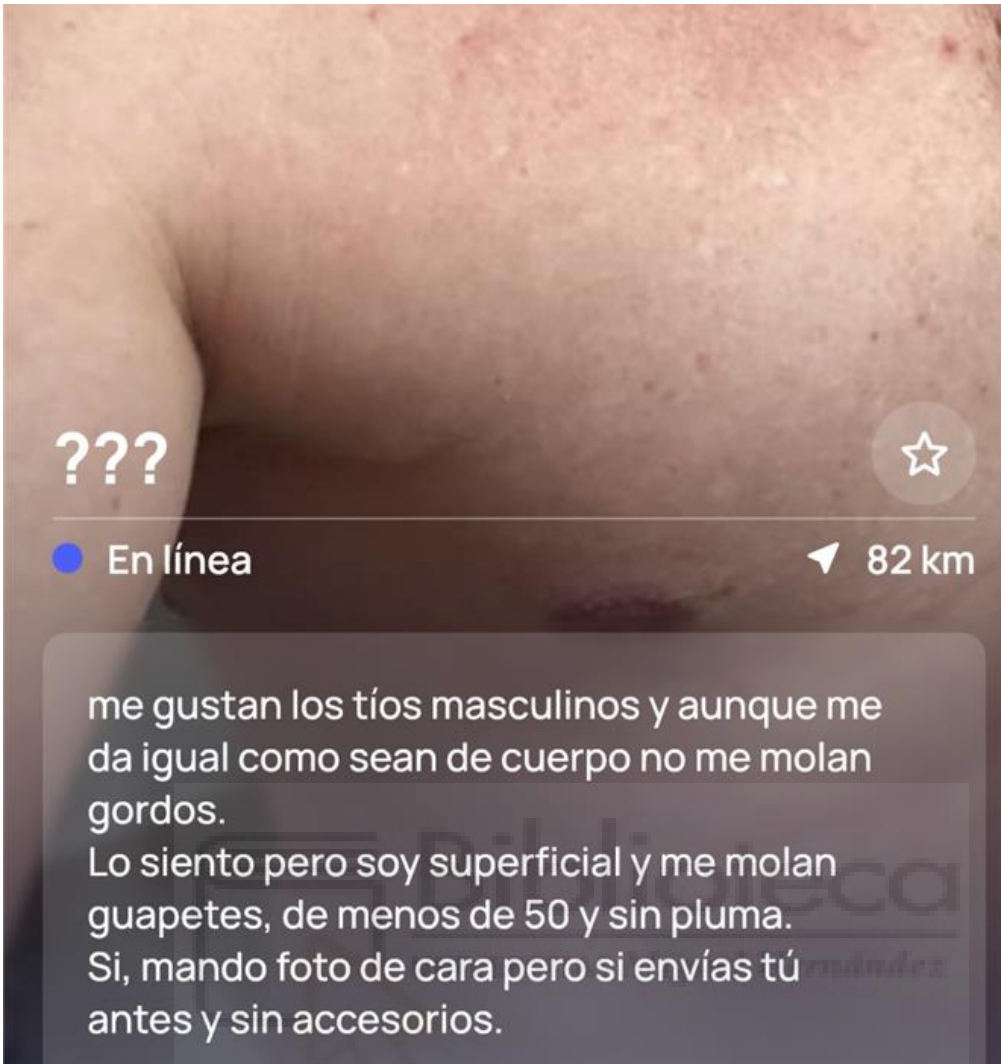 ???
En línea
82 km
me gustan los tíos masculinos y aunque me
da igual como sean de cuerpo no me molan
gordos.
Lo siento pero soy superficial y me molan
guapetes, de menos de 50 y sin pluma.
Si, mando foto de cara pero si envías tú
antes y sin accesorios.
Biblioteca